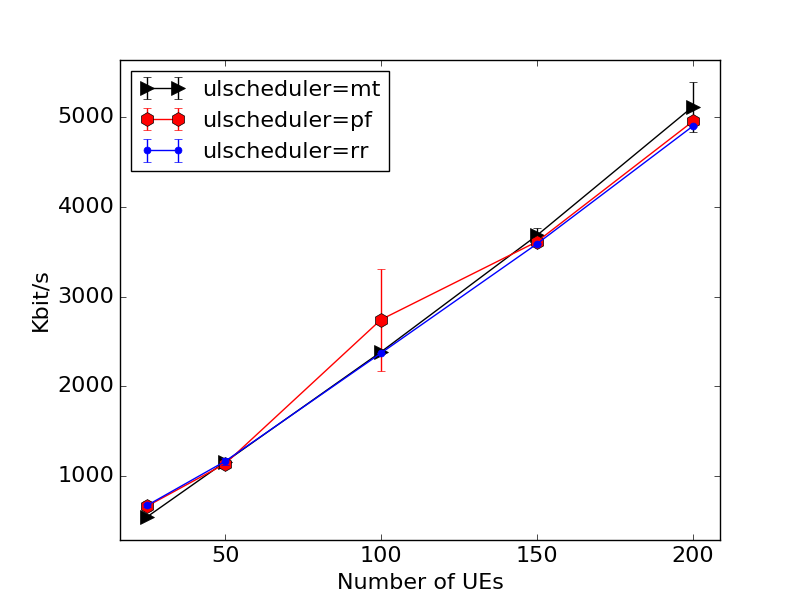 ulscheduler=mt
ulscheduler=pf
ulscheduler=rr
5000
4000
3000
2000
1000
Kbit/s
50 100 150 200
Number of UEs